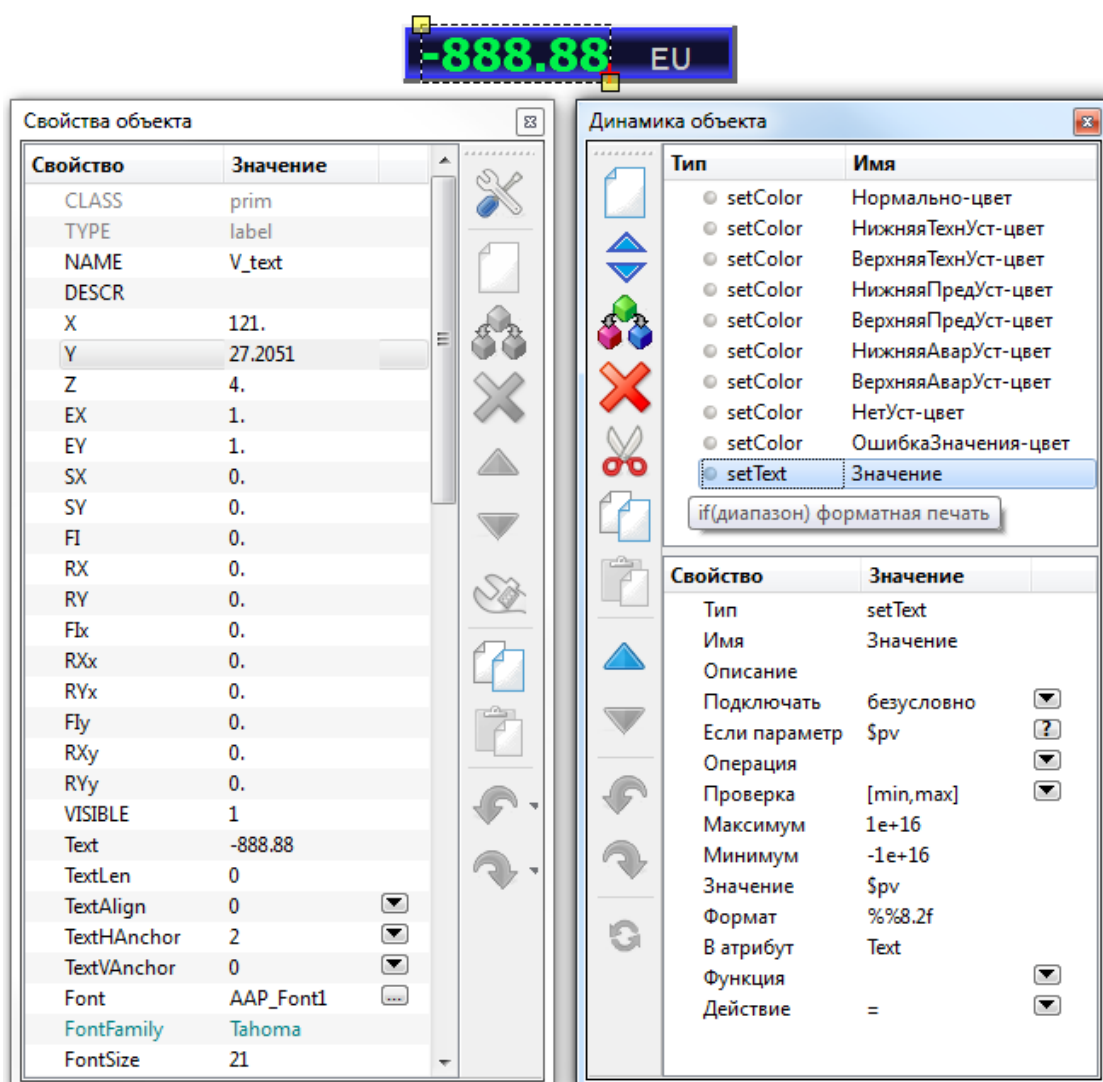 -888.88 EU
Свойства объекта
Свойство Значение
CLASS prim
TYPE label
NAME V_text
DESCR
X 121.
Y 27.2051
Z 4.
EX 1.
EY 1.
SX 0.
SY 0.
FI 0.
RX 0.
RY 0.
FIx 0.
RXx 0.
RYx 0.
FIy 0.
RXy 0.
RYy 0.
VISIBLE 1
Text -888.88
TextLen 0
TextAlign 0
TextHAnchor 2
TextVAnchor 0
Font AAP_Font1 ...
FontFamily Tahoma
FontSize 21
Динамика объекта
Тип Имя
setColor Нормально-цвет
setColor НижняяТехнУст-цвет
setColor ВерхняяТехнУст-цвет
setColor НижняяПредУст-цвет
setColor ВерхняяПредУст-цвет
setColor НижняяАварУст-цвет
setColor ВерхняяАварУст-цвет
setColor НетУст-цвет
setColor ОшибкаЗначения-цвет
setText Значение
if(диапазон) форматная печать
Свойство Значение
Тип setText
Имя Значение
Описание
Подключать безусловно
Если параметр $pv ?
Операция
Проверка [min,max]
Максимум 1e+16
Минимум -1e+16
Значение $pv
Формат %%8.2f
В атрибут Text
Функция
Действие =